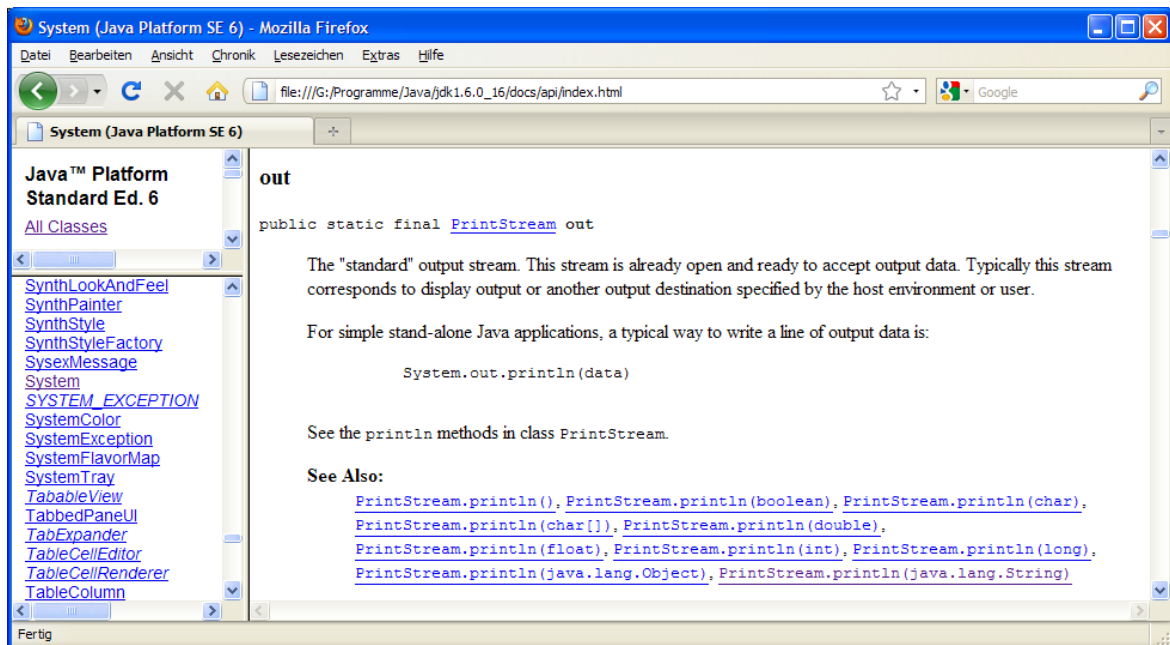 System (Java Platform SE 6) - Mozilla Firefox
Datei Bearbeiten Ansicht Chronik Lesezeichen Extras Hilfe
file:///G:/Programme/Java/jdk1.6.0_16/docs/api/index.html
Google
System (Java Platform SE 6)
Java™ Platform
Standard Ed. 6
All Classes
SynthLookAndFeel
SynthPainter
SynthStyle
SynthStyleFactory
SysexMessage
System
SYSTEM_EXCEPTION
SystemColor
SystemException
SystemFlavorMap
SystemTray
TabableView
TabbedPaneUI
TabExpander
TableCellEditor
TableCellRenderer
TableColumn
out
public static final PrintStream out
The "standard" output stream. This stream is already open and ready to accept output data. Typically this stream
corresponds to display output or another output destination specified by the host environment or user.
For simple stand-alone Java applications, a typical way to write a line of output data is:
System.out.println(data)
See the println methods in class PrintStream.
See Also:
PrintStream.println(), PrintStream.println(boolean), PrintStream.println(char),
PrintStream.println(char[]), PrintStream.println(double),
PrintStream.println(float), PrintStream.println(int), PrintStream.println(long),
PrintStream.println(java.lang.Object), PrintStream.println(java.lang.String)
Fertig